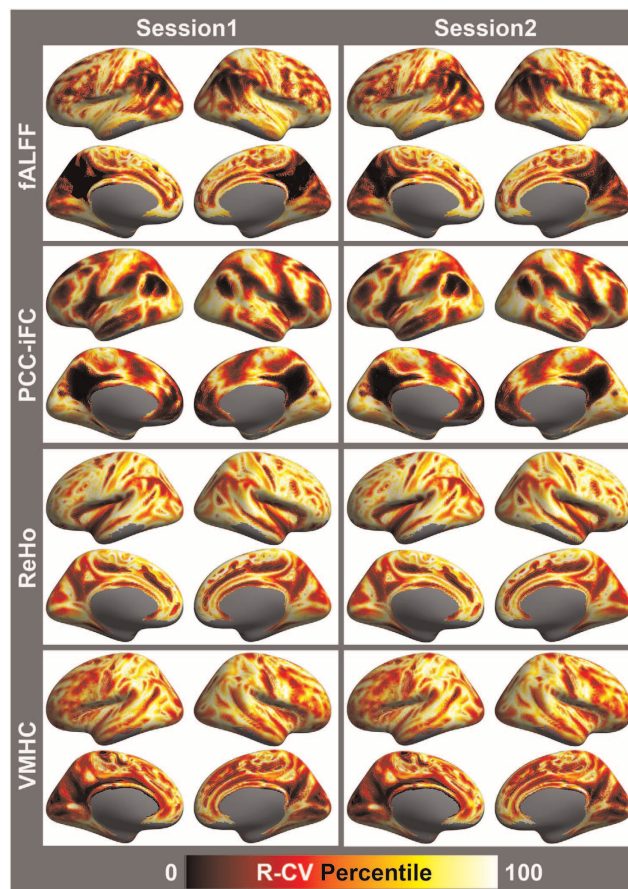 Session1 Session2
fALFF
PCC-iFC
ReHo
VMHC
0 R-CV Percentile 100